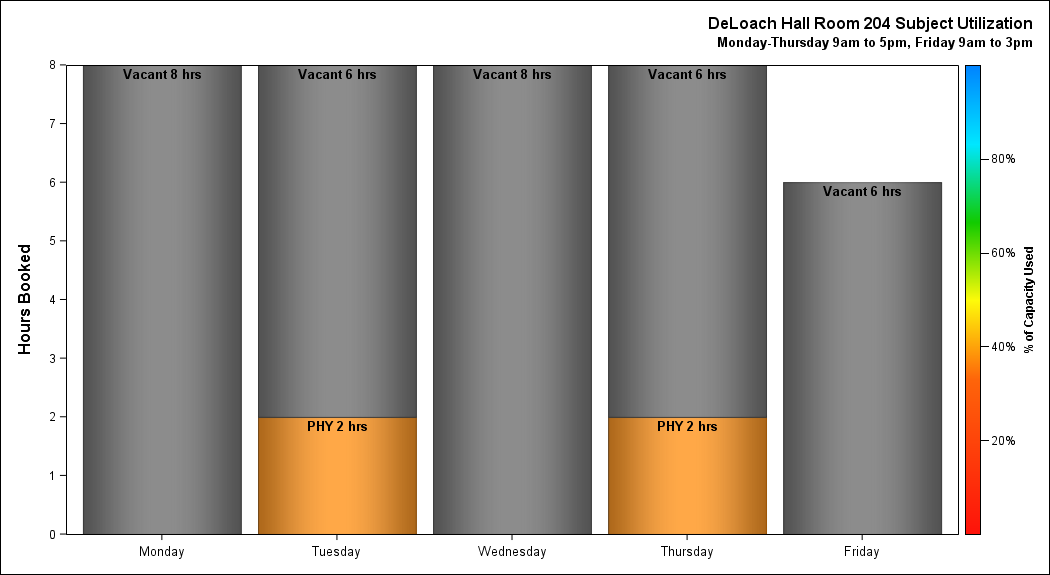 DeLoach Hall Room 204 Subject Utilization
Monday-Thursday 9am to 5pm, Friday 9am to 3pm
Hours Booked
8
7
6
5
4
3
2
1
0
Vacant 8 hrs
Vacant 6 hrs
Vacant 8 hrs
Vacant 6 hrs
Vacant 6 hrs
PHY 2 hrs
PHY 2 hrs
Monday
Tuesday
Wednesday
Thursday
Friday
80%
60%
40%
20%
% of Capacity Used